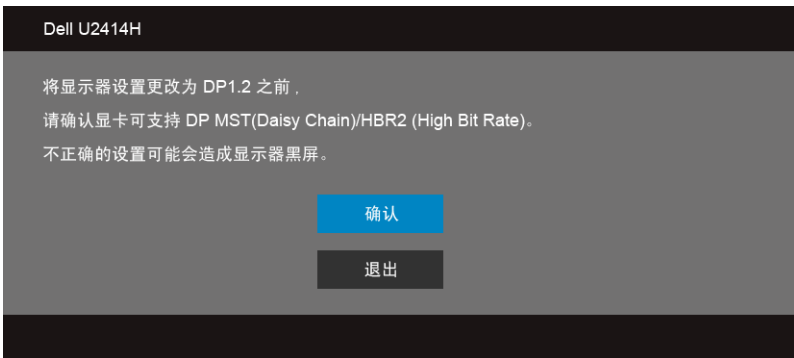 Dell U2414H
将显示器设置更改为 DP1.2 之前，
请确认显卡可支持 DP MST(Daisy Chain)/HBR2 (High Bit Rate)。
不正确的设置可能会造成显示器黑屏。
确认
退出